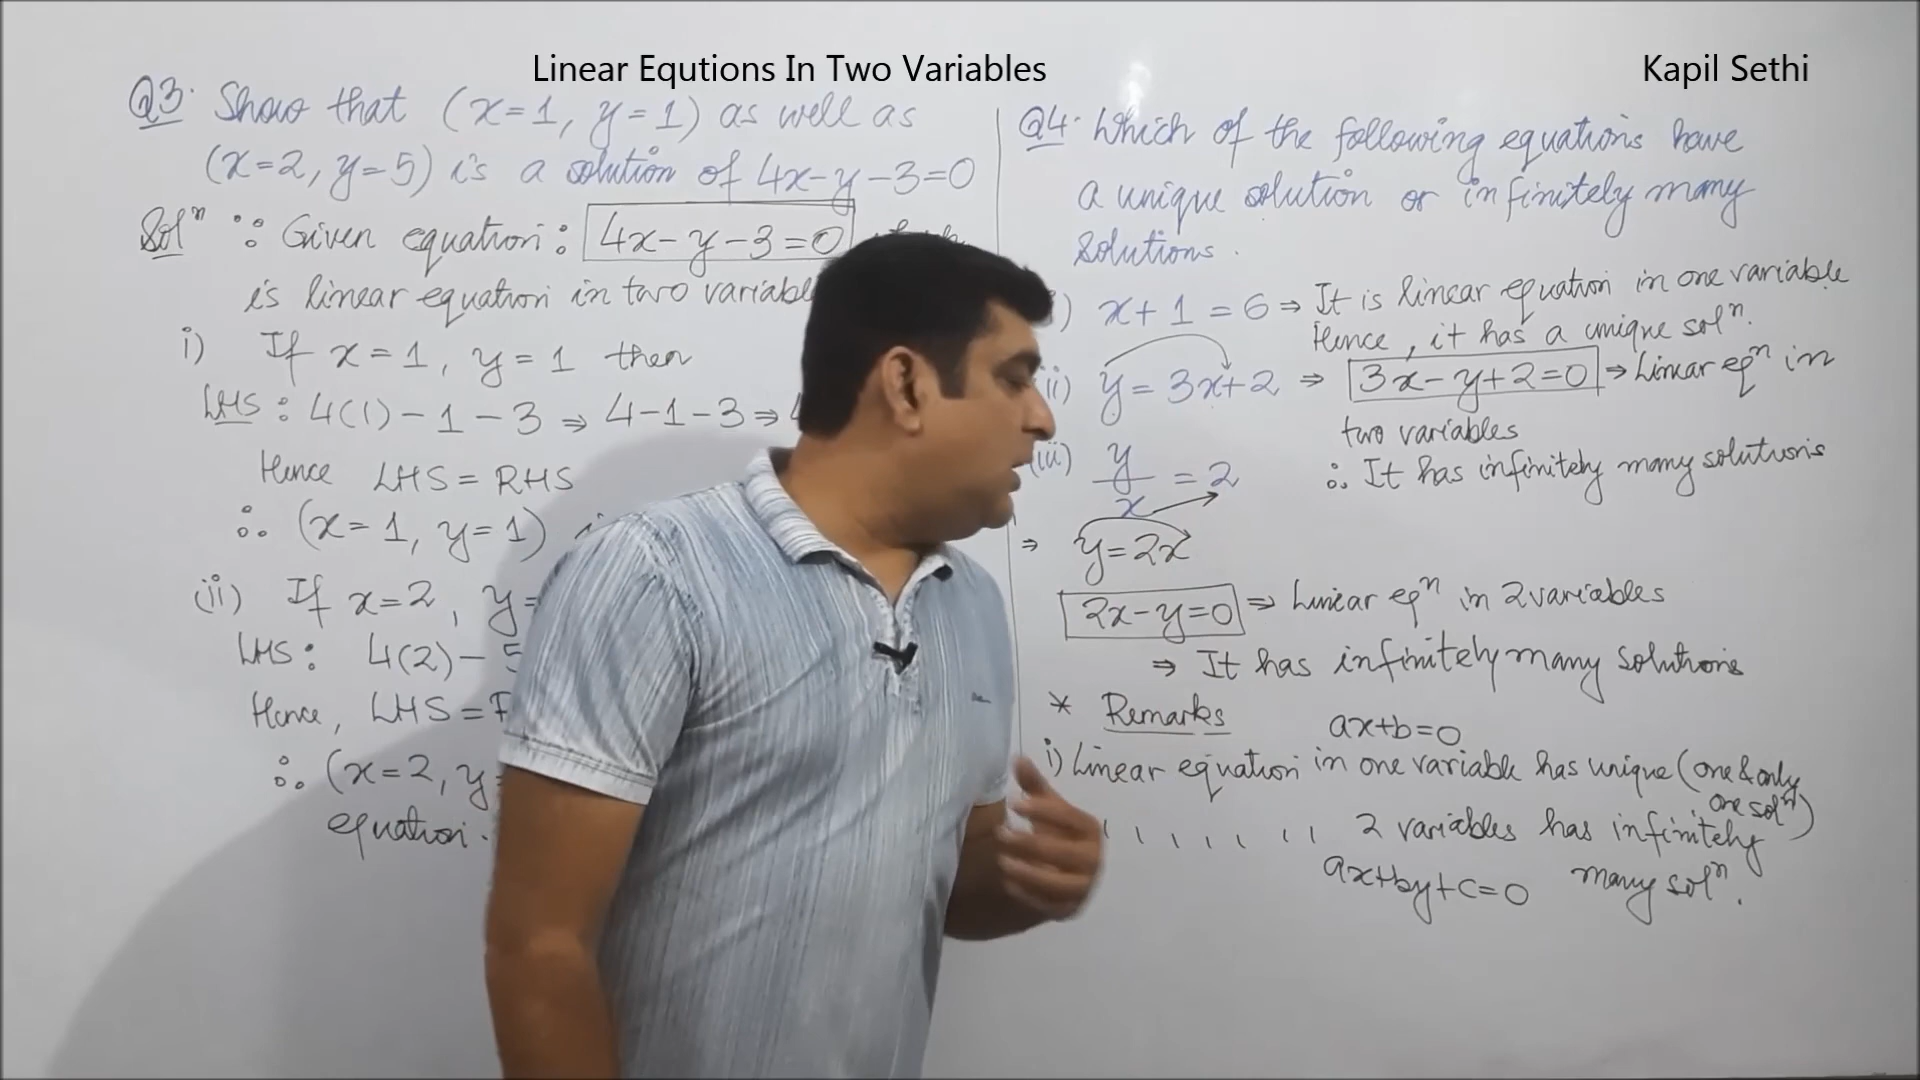 Linear Equtions In Two Variables
Kapil Sethi
Q3. Show that (x=1, y=1) as well as
(x=2, y=5) is a solution of 4x-y-3=0
Solⁿ ∵ Given equation: 4x-y-3=0
is linear equation in two variable
i) If x=1, y=1 then
LHS: 4(1)-1-3 ⇒ 4-1-3 ⇒
Hence LHS = RHS
∴ (x=1, y=1)
(ii) If x=2, y=
LHS: 4(2)-5
Hence, LHS =
∴ (x=2, y=
equation.
Q4. Which of the following equations have
a unique solution or infinitely many
solutions.
i) x+1=6 ⇒ It is linear equation in one variable.
Hence, it has a unique solⁿ.
(ii) y=3x+2 ⇒ 3x-y+2=0 ⇒ Linear eqⁿ in
two variables
∴ It has infinitely many solutions
(iii) y/x = 2
⇒ y=2x
2x-y=0 ⇒ Linear eqⁿ in 2 variables
⇒ It has infinitely many solutions
* Remarks ax+b=0
i) Linear equation in one variable has unique (one & only
one solⁿ)
2 variables has infinitely
ax+by+c=0 many solⁿ.